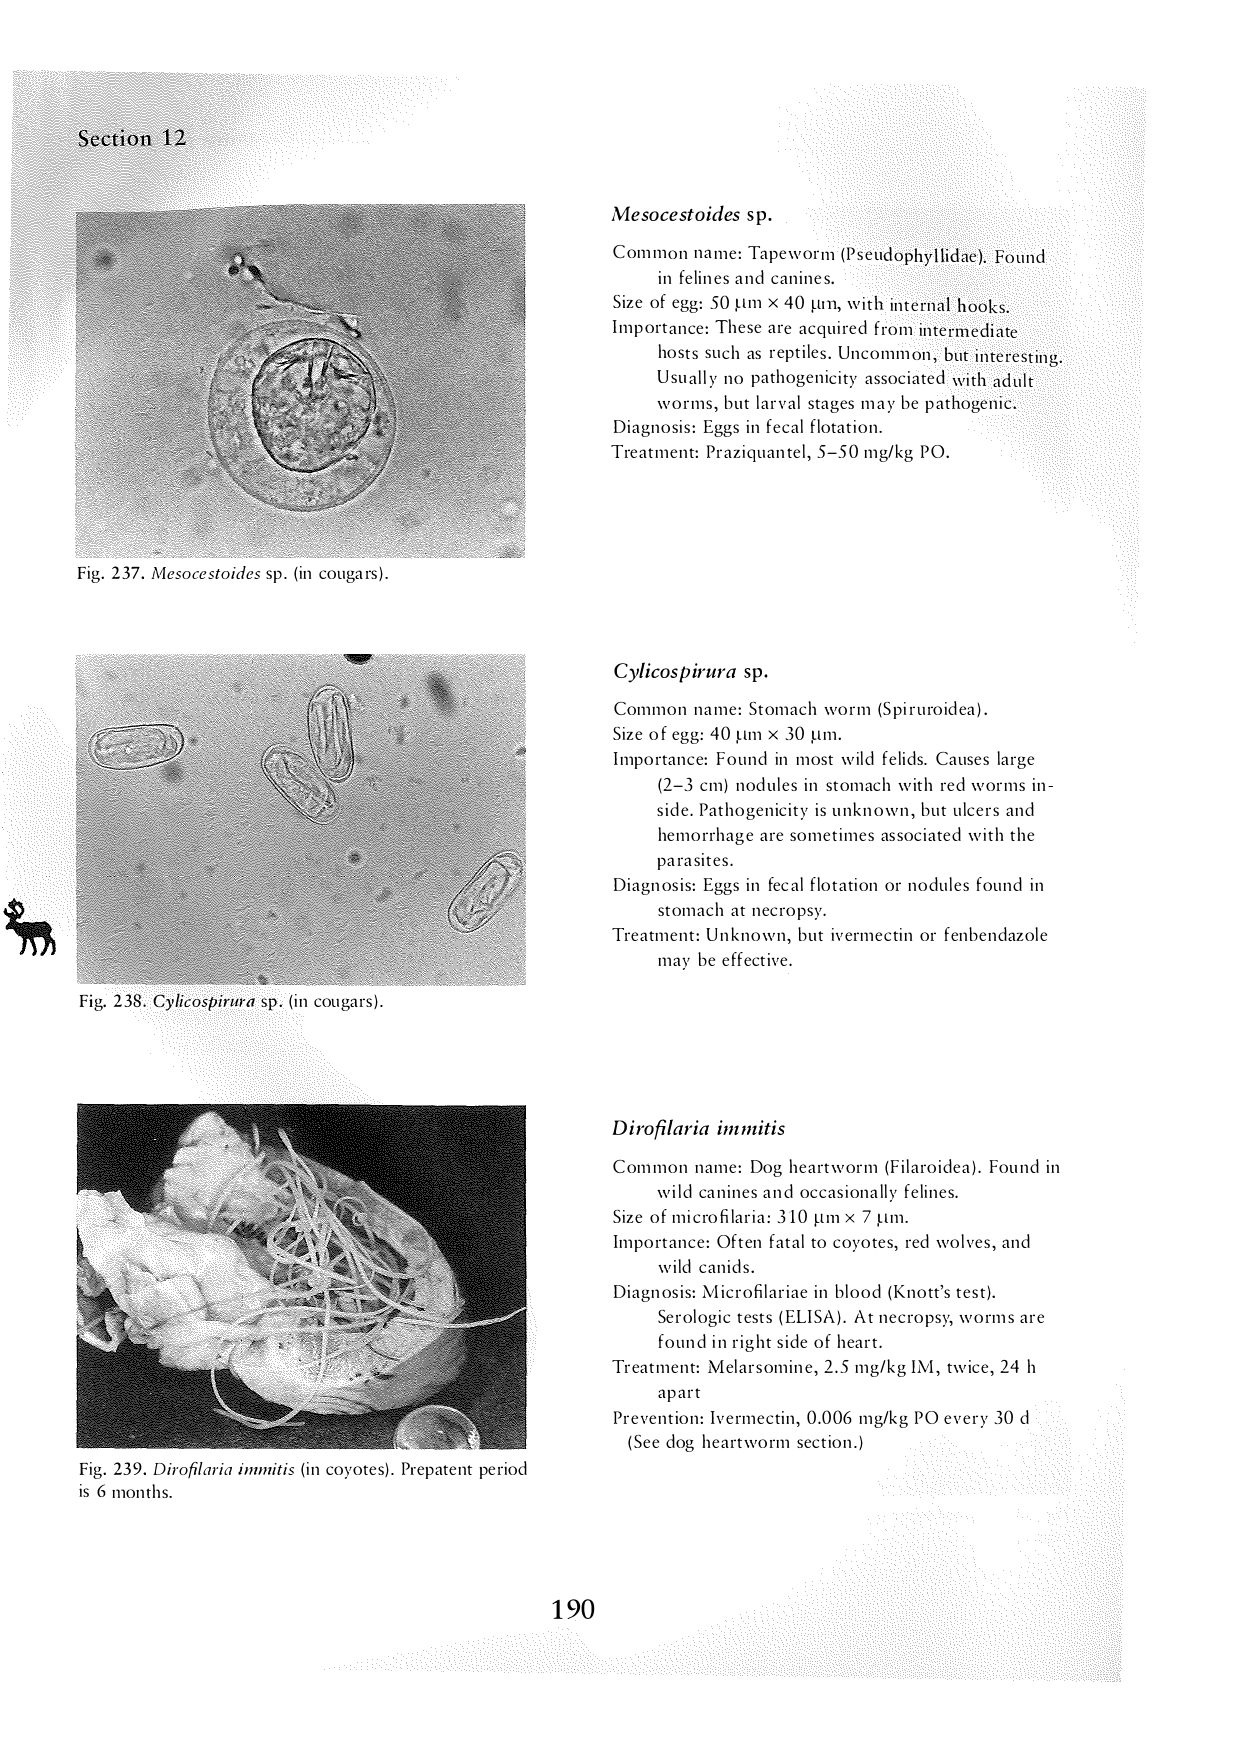 Section 12
Mesocestoides sp.
Common name: Tapeworm (Pseudophyllidae). Found
in felines and canines.
Size of egg: 50 µm × 40 µm, with internal hooks.
Importance: These are acquired from intermediate
hosts such as reptiles. Uncommon, but interesting.
Usually no pathogenicity associated with adult
worms, but larval stages may be pathogenic.
Diagnosis: Eggs in fecal flotation.
Treatment: Praziquantel, 5–50 mg/kg PO.
Fig. 237. Mesocestoides sp. (in cougars).
Cylicospirura sp.
Common name: Stomach worm (Spiruroidea).
Size of egg: 40 µm × 30 µm.
Importance: Found in most wild felids. Causes large
(2–3 cm) nodules in stomach with red worms in-
side. Pathogenicity is unknown, but ulcers and
hemorrhage are sometimes associated with the
parasites.
Diagnosis: Eggs in fecal flotation or nodules found in
stomach at necropsy.
Treatment: Unknown, but ivermectin or fenbendazole
may be effective.
Fig. 238. Cylicospirura sp. (in cougars).
Dirofilaria immitis
Common name: Dog heartworm (Filaroidea). Found in
wild canines and occasionally felines.
Size of microfilaria: 310 µm × 7 µm.
Importance: Often fatal to coyotes, red wolves, and
wild canids.
Diagnosis: Microfilariae in blood (Knott's test).
Serologic tests (ELISA). At necropsy, worms are
found in right side of heart.
Treatment: Melarsomine, 2.5 mg/kg IM, twice, 24 h
apart
Prevention: Ivermectin, 0.006 mg/kg PO every 30 d
(See dog heartworm section.)
Fig. 239. Dirofilaria immitis (in coyotes). Prepatent period
is 6 months.
190